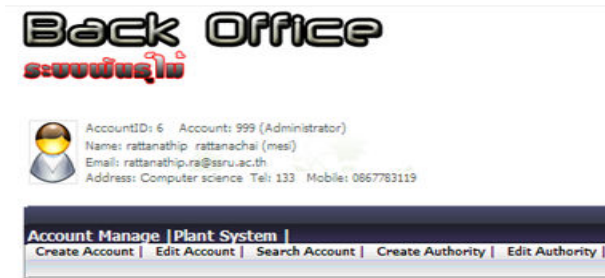 Back Office
ระบบพันธุ์ไม้
AccountID: 6 Account: 999 (Administrator)
Name: rattanathip rattanachai (mesi)
Email: rattanathip.ra@ssru.ac.th
Address: Computer science Tel: 133 Mobile: 0867783119
Account Manage |Plant System |
Create Account | Edit Account | Search Account | Create Authority | Edit Authority |